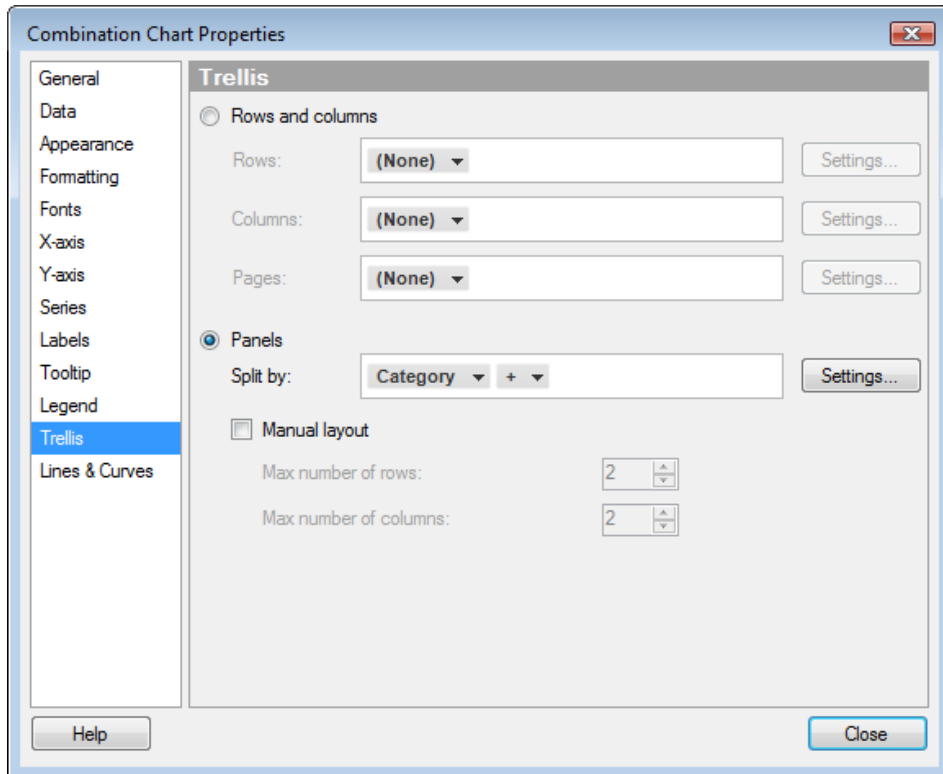 Combination Chart Properties
General
Data
Appearance
Formatting
Fonts
X-axis
Y-axis
Series
Labels
Tooltip
Legend
Trellis
Lines & Curves
Trellis
Rows and columns
Rows: (None) Settings...
Columns: (None) Settings...
Pages: (None) Settings...
Panels
Split by: Category + Settings...
Manual layout
Max number of rows: 2
Max number of columns: 2
Help Close